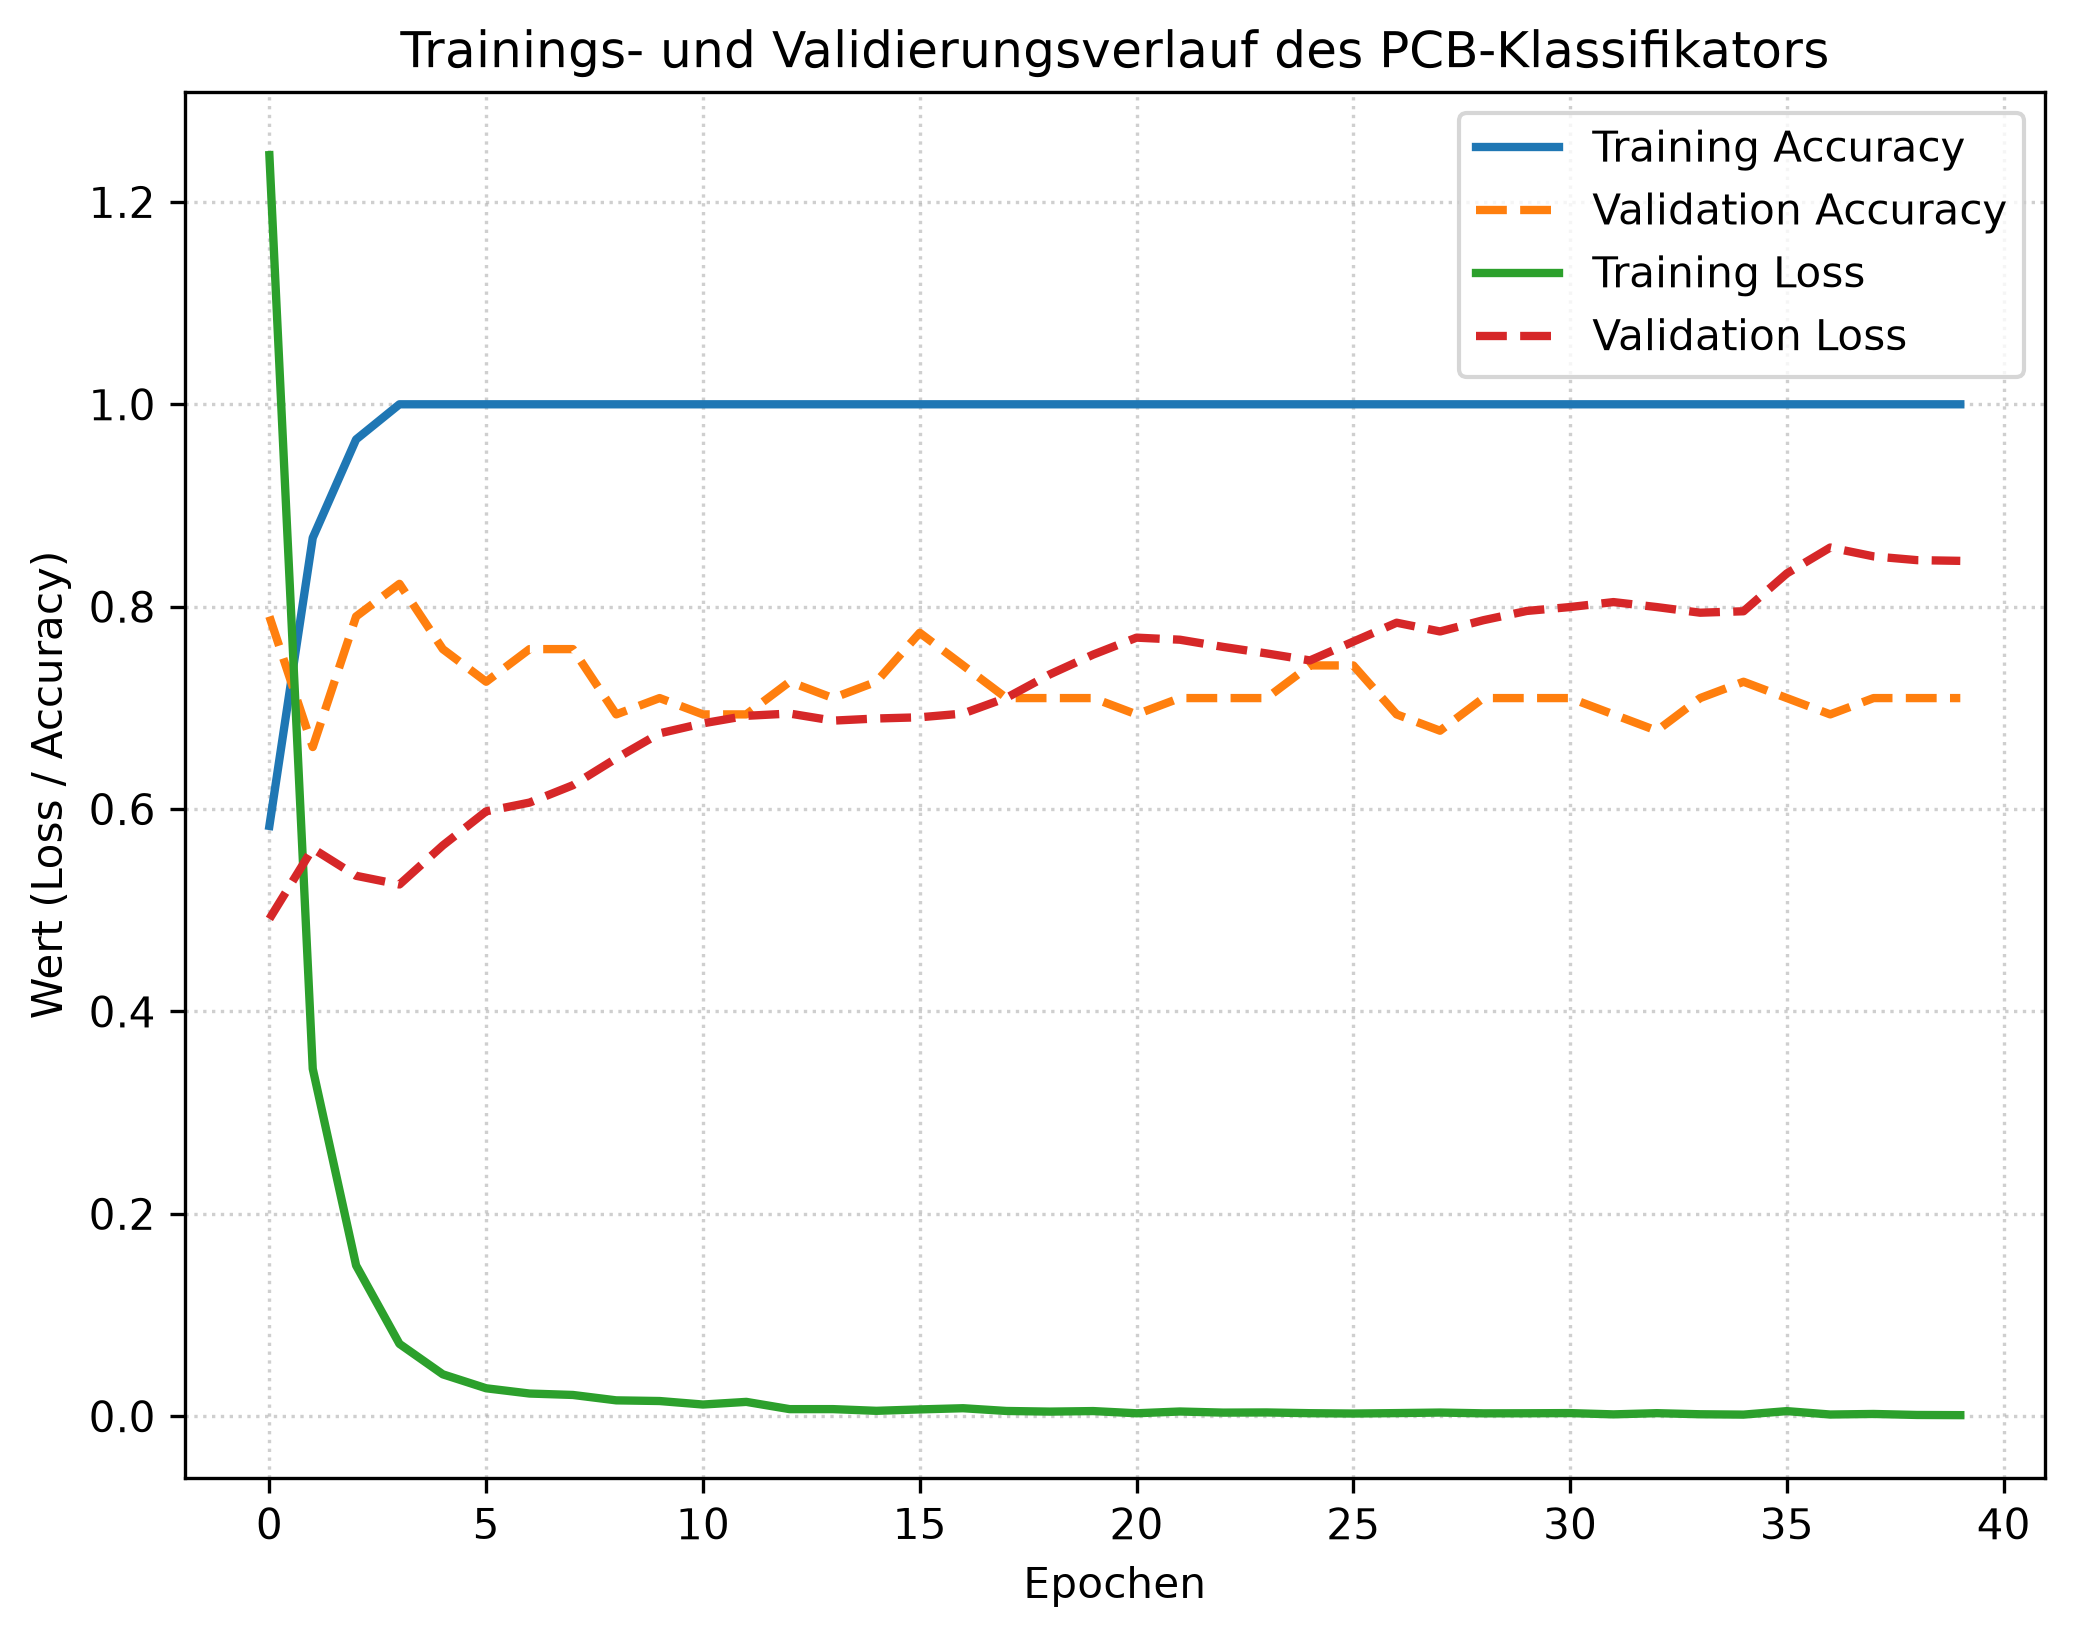 Trainings- und Validierungsverlauf des PCB-Klassifikators
Training Accuracy
Validation Accuracy
Training Loss
Validation Loss
Wert (Loss / Accuracy)
1.2
1.0
0.8
0.6
0.4
0.2
0.0
0 5 10 15 20 25 30 35 40
Epochen